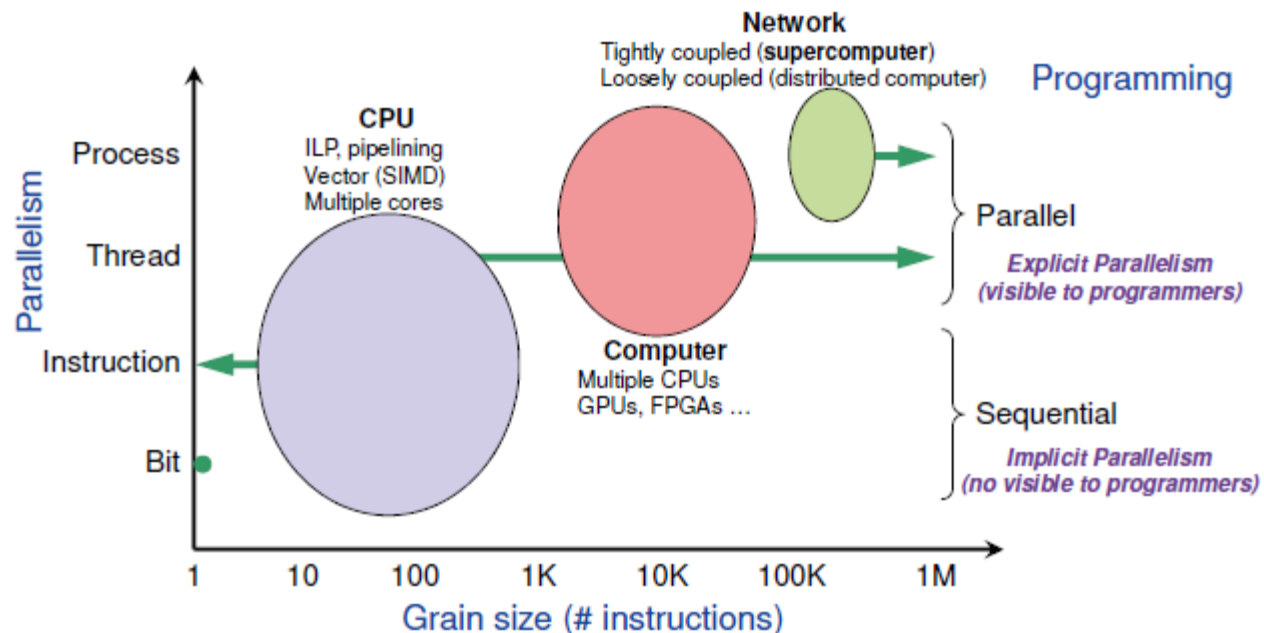 Network
Tightly coupled (supercomputer)
Loosely coupled (distributed computer)
Programming
CPU
ILP, pipelining
Vector (SIMD)
Multiple cores
Parallelism
Process
Thread
Instruction
Bit
Computer
Multiple CPUs
GPUs, FPGAs ...
Parallel
Explicit Parallelism
(visible to programmers)
Sequential
Implicit Parallelism
(no visible to programmers)
1 10 100 1K 10K 100K 1M
Grain size (# instructions)